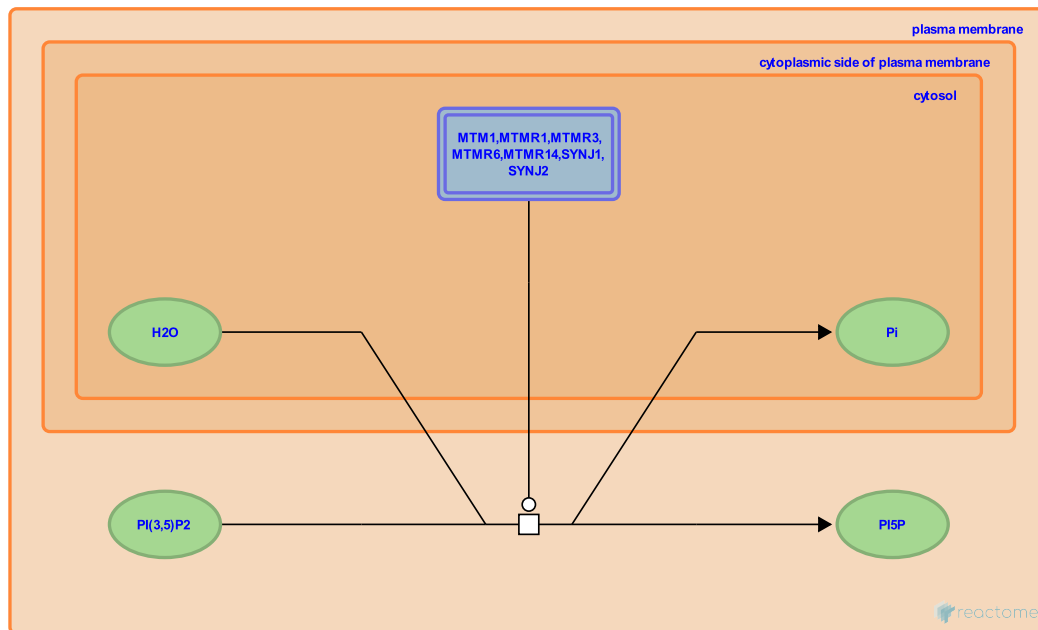 plasma membrane
cytoplasmic side of plasma membrane
cytosol
MTM1,MTMR1,MTMR3,
MTMR6,MTMR14,SYNJ1,
SYNJ2
H2O
Pi
PI(3,5)P2
PI5P
reactome